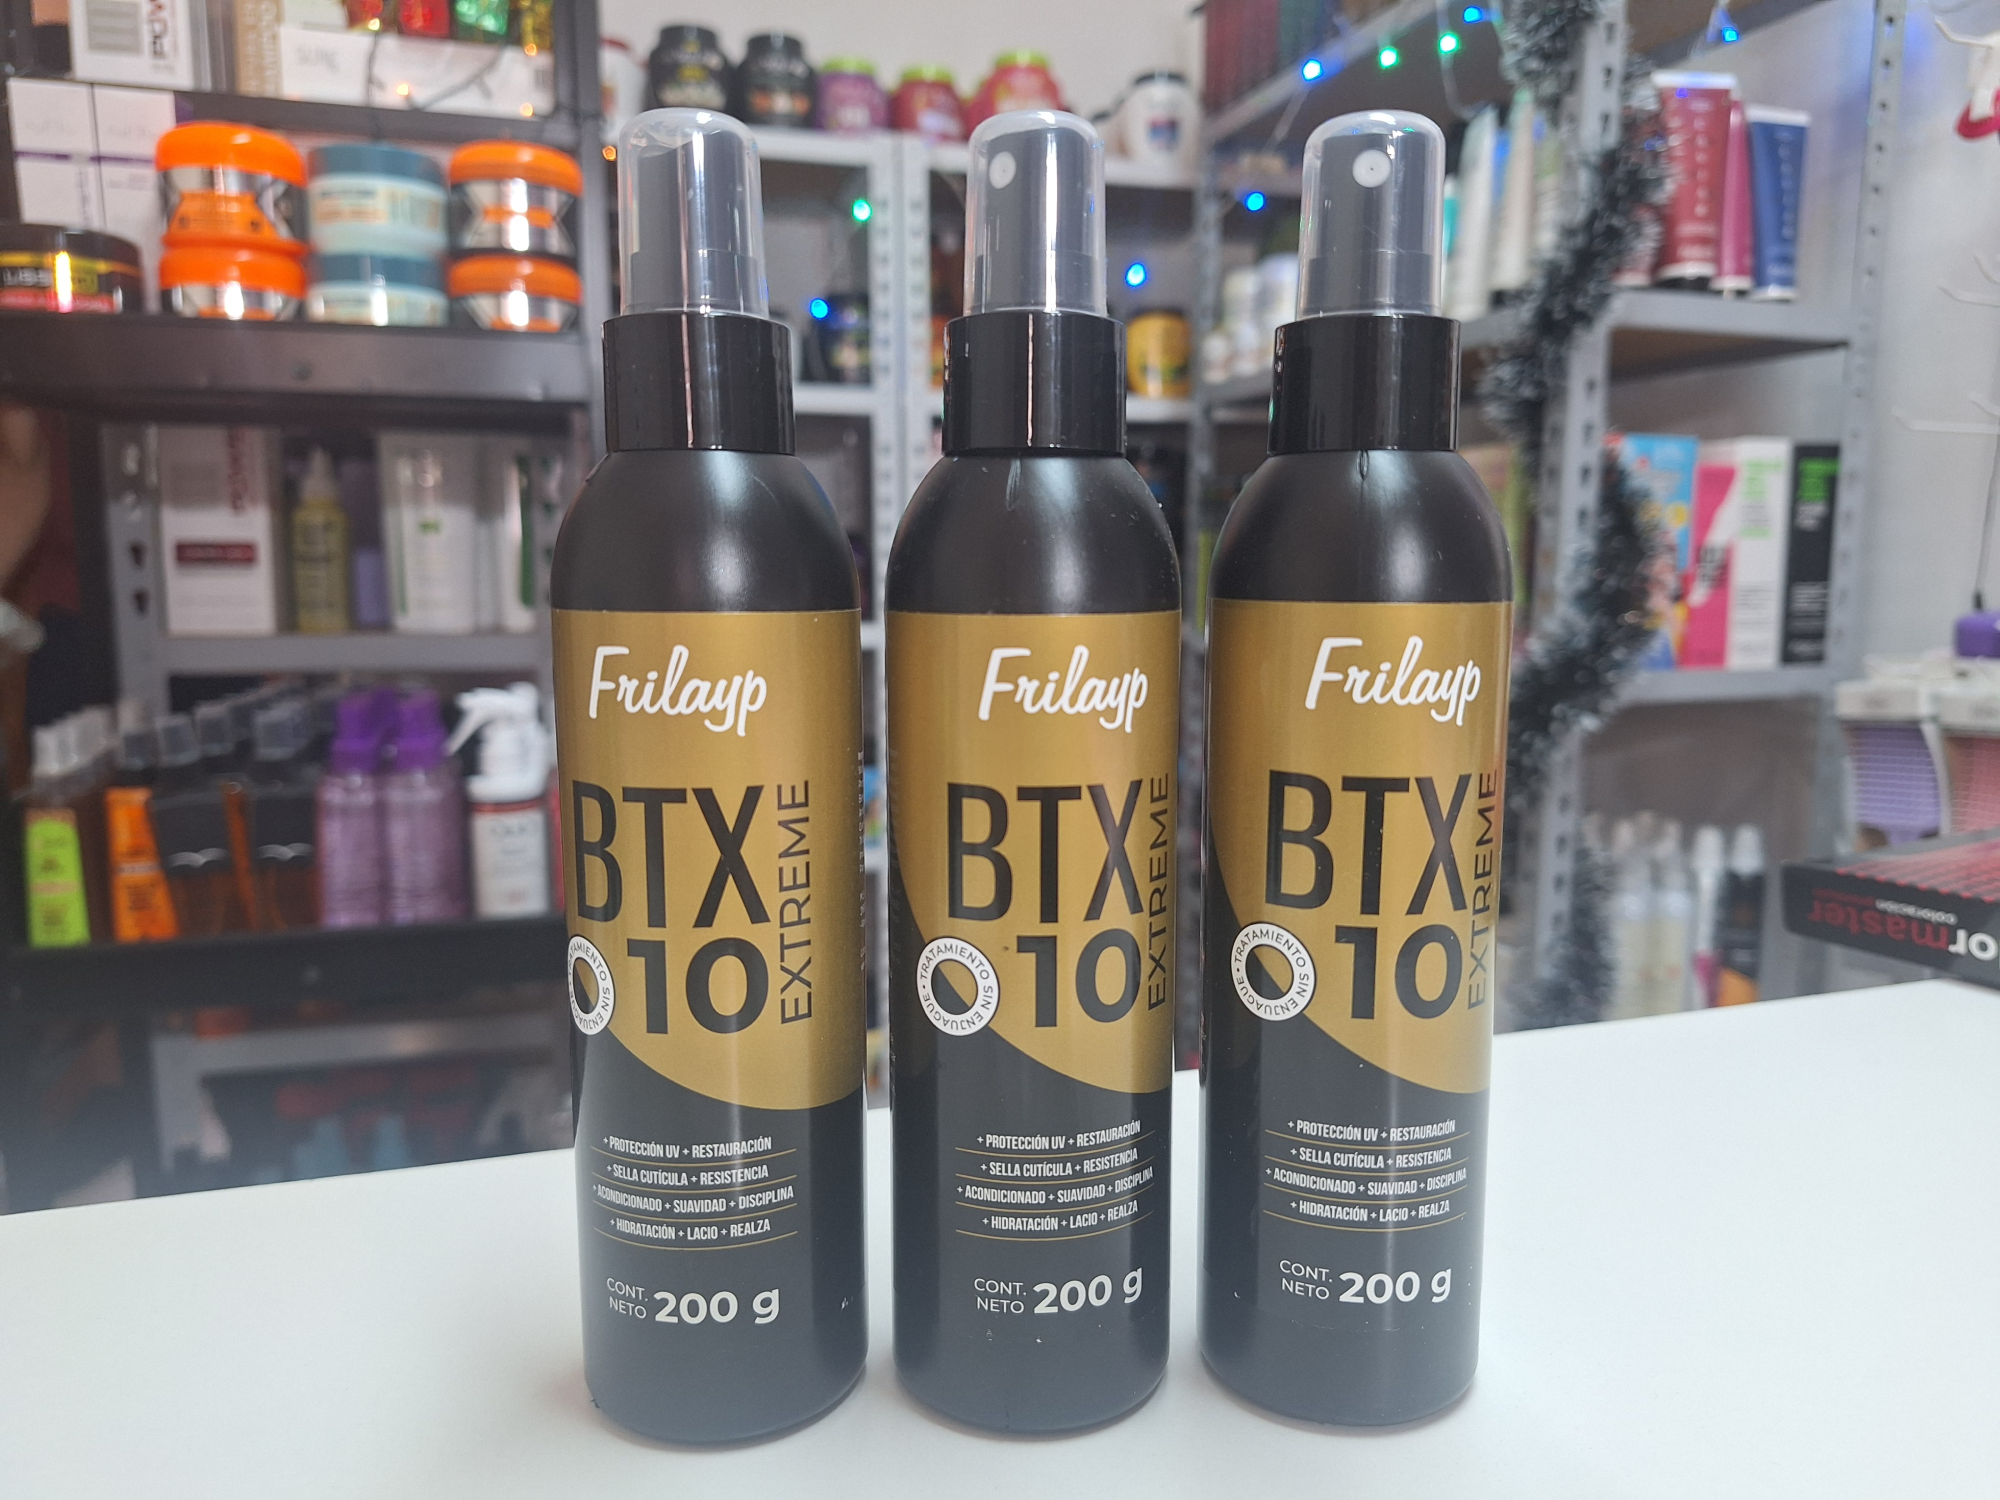 Frilayp
BTX
10
EXTREME
TRATAMIENTO SIN ENJUAGUE
+ PROTECCIÓN UV + RESTAURACIÓN
+ SELLA CUTÍCULA + RESISTENCIA
+ ACONDICIONADO + SUAVIDAD + DISCIPLINA
+ HIDRATACIÓN + LACIO + REALZA
CONT.
NETO 200 g
Frilayp
BTX
10
EXTREME
TRATAMIENTO SIN ENJUAGUE
+ PROTECCIÓN UV + RESTAURACIÓN
+ SELLA CUTÍCULA + RESISTENCIA
+ ACONDICIONADO + SUAVIDAD + DISCIPLINA
+ HIDRATACIÓN + LACIO + REALZA
CONT.
NETO 200 g
Frilayp
BTX
10
EXTREME
TRATAMIENTO SIN ENJUAGUE
+ PROTECCIÓN UV + RESTAURACIÓN
+ SELLA CUTÍCULA + RESISTENCIA
+ ACONDICIONADO + SUAVIDAD + DISCIPLINA
+ HIDRATACIÓN + LACIO + REALZA
CONT.
NETO 200 g
ormaster
coloración